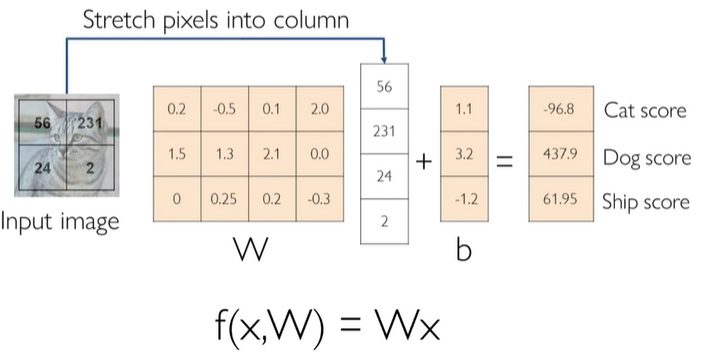 Stretch pixels into column
56 231
24 2
Input image
0.2 -0.5 0.1 2.0
1.5 1.3 2.1 0.0
0 0.25 0.2 -0.3
W
56
231
24
2
+
1.1
3.2
-1.2
b
=
-96.8 Cat score
437.9 Dog score
61.95 Ship score
f(x,W) = Wx